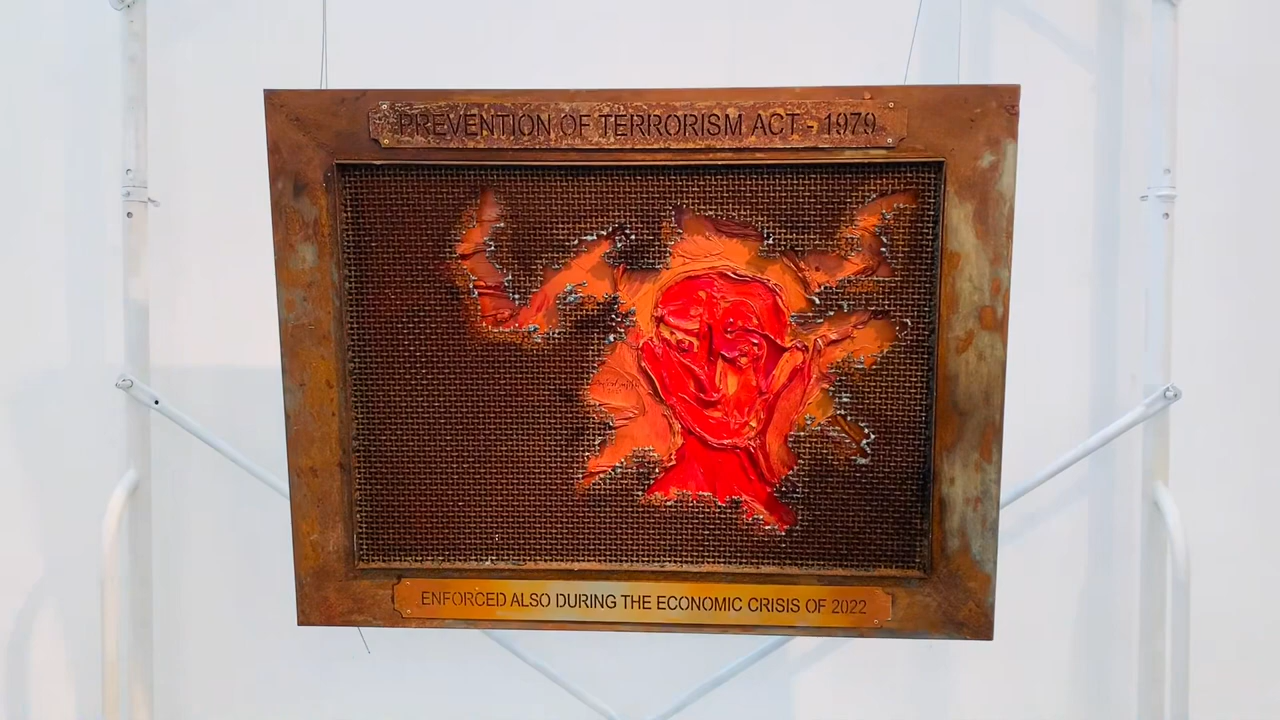 PREVENTION OF TERRORISM ACT - 1979
ENFORCED ALSO DURING THE ECONOMIC CRISIS OF 2022